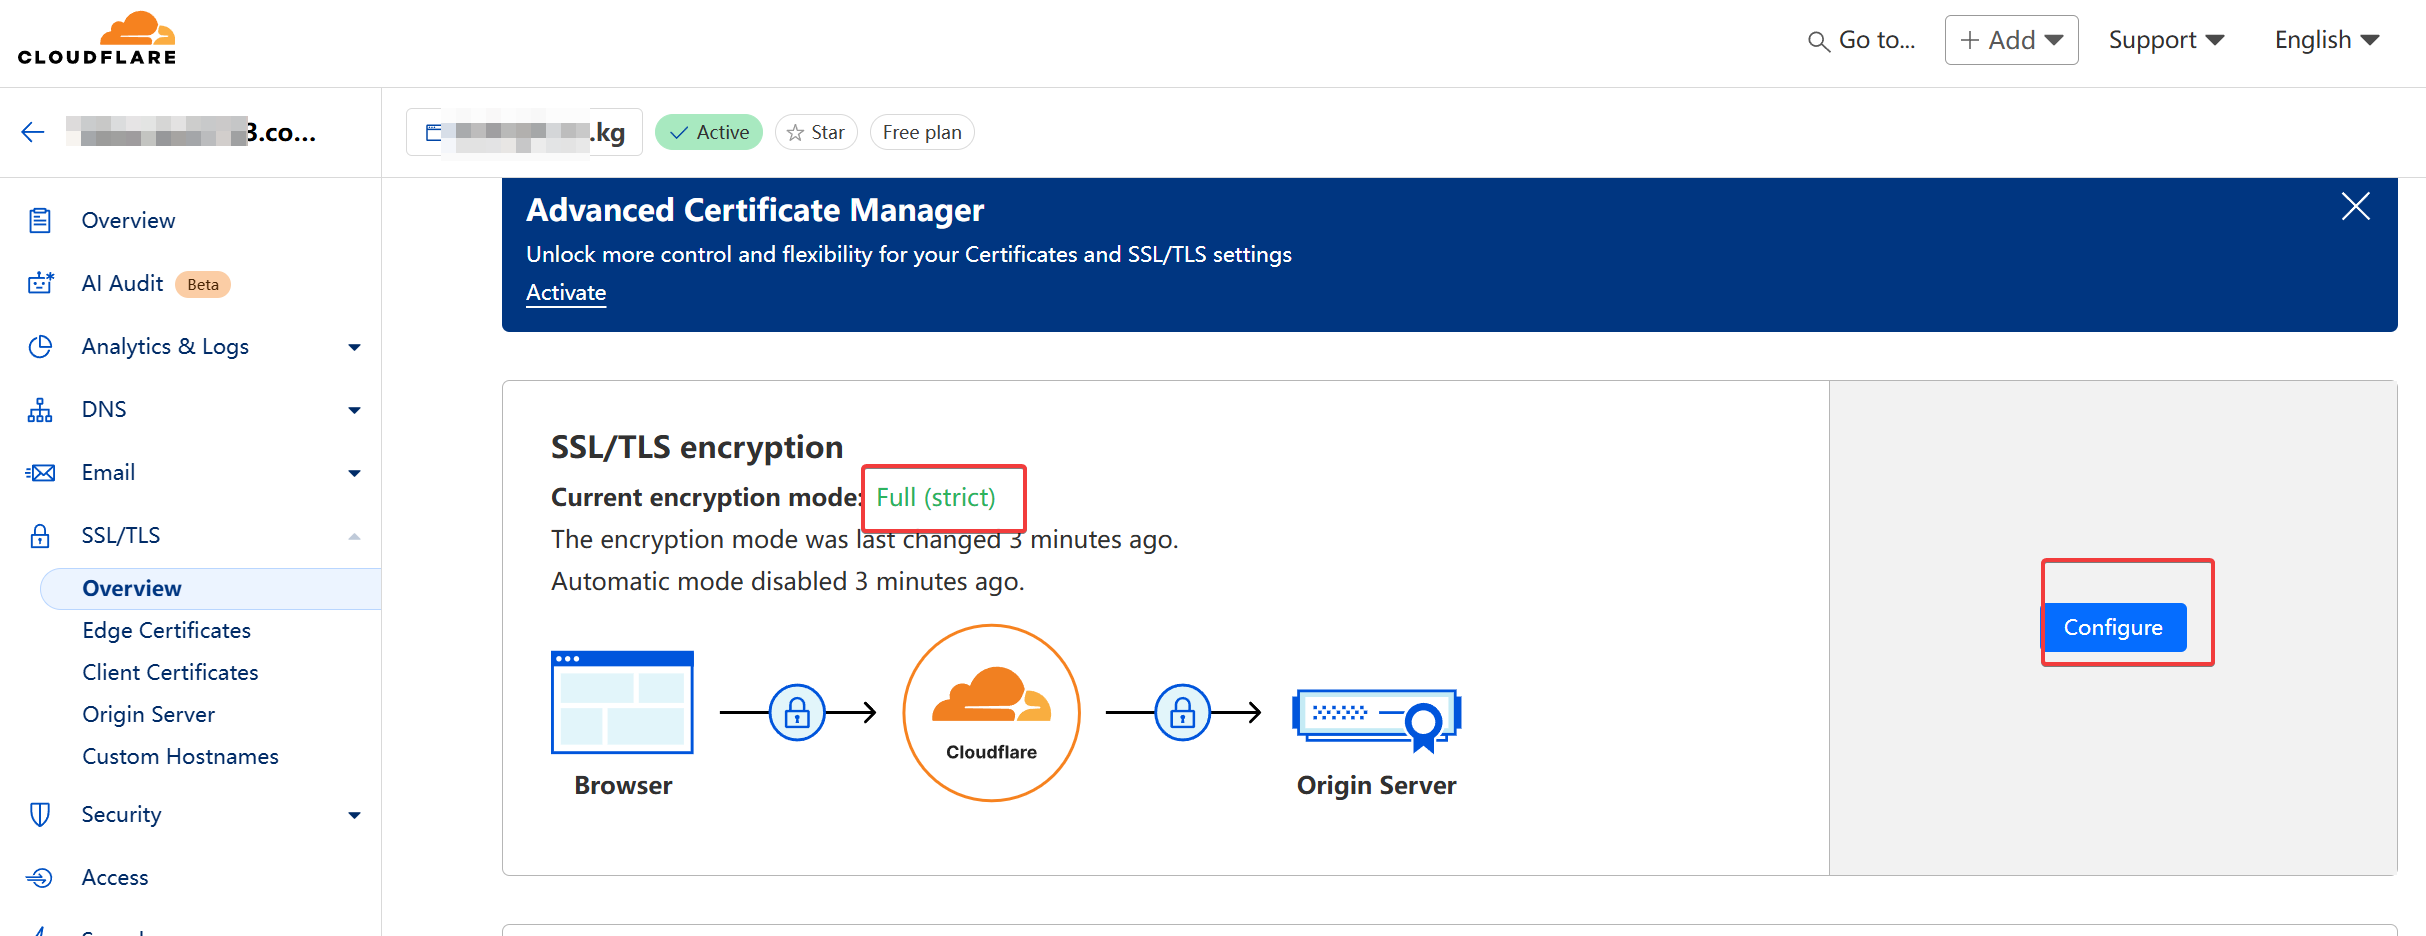 CLOUDFLARE
Go to...
+ Add
Support
English
3.co...
.kg
Active
Star
Free plan
Overview
AI Audit Beta
Analytics & Logs
DNS
Email
SSL/TLS
Overview
Edge Certificates
Client Certificates
Origin Server
Custom Hostnames
Security
Access
Advanced Certificate Manager
Unlock more control and flexibility for your Certificates and SSL/TLS settings
Activate
SSL/TLS encryption
Current encryption mode: Full (strict)
The encryption mode was last changed 3 minutes ago.
Automatic mode disabled 3 minutes ago.
Browser
Cloudflare
Origin Server
Configure